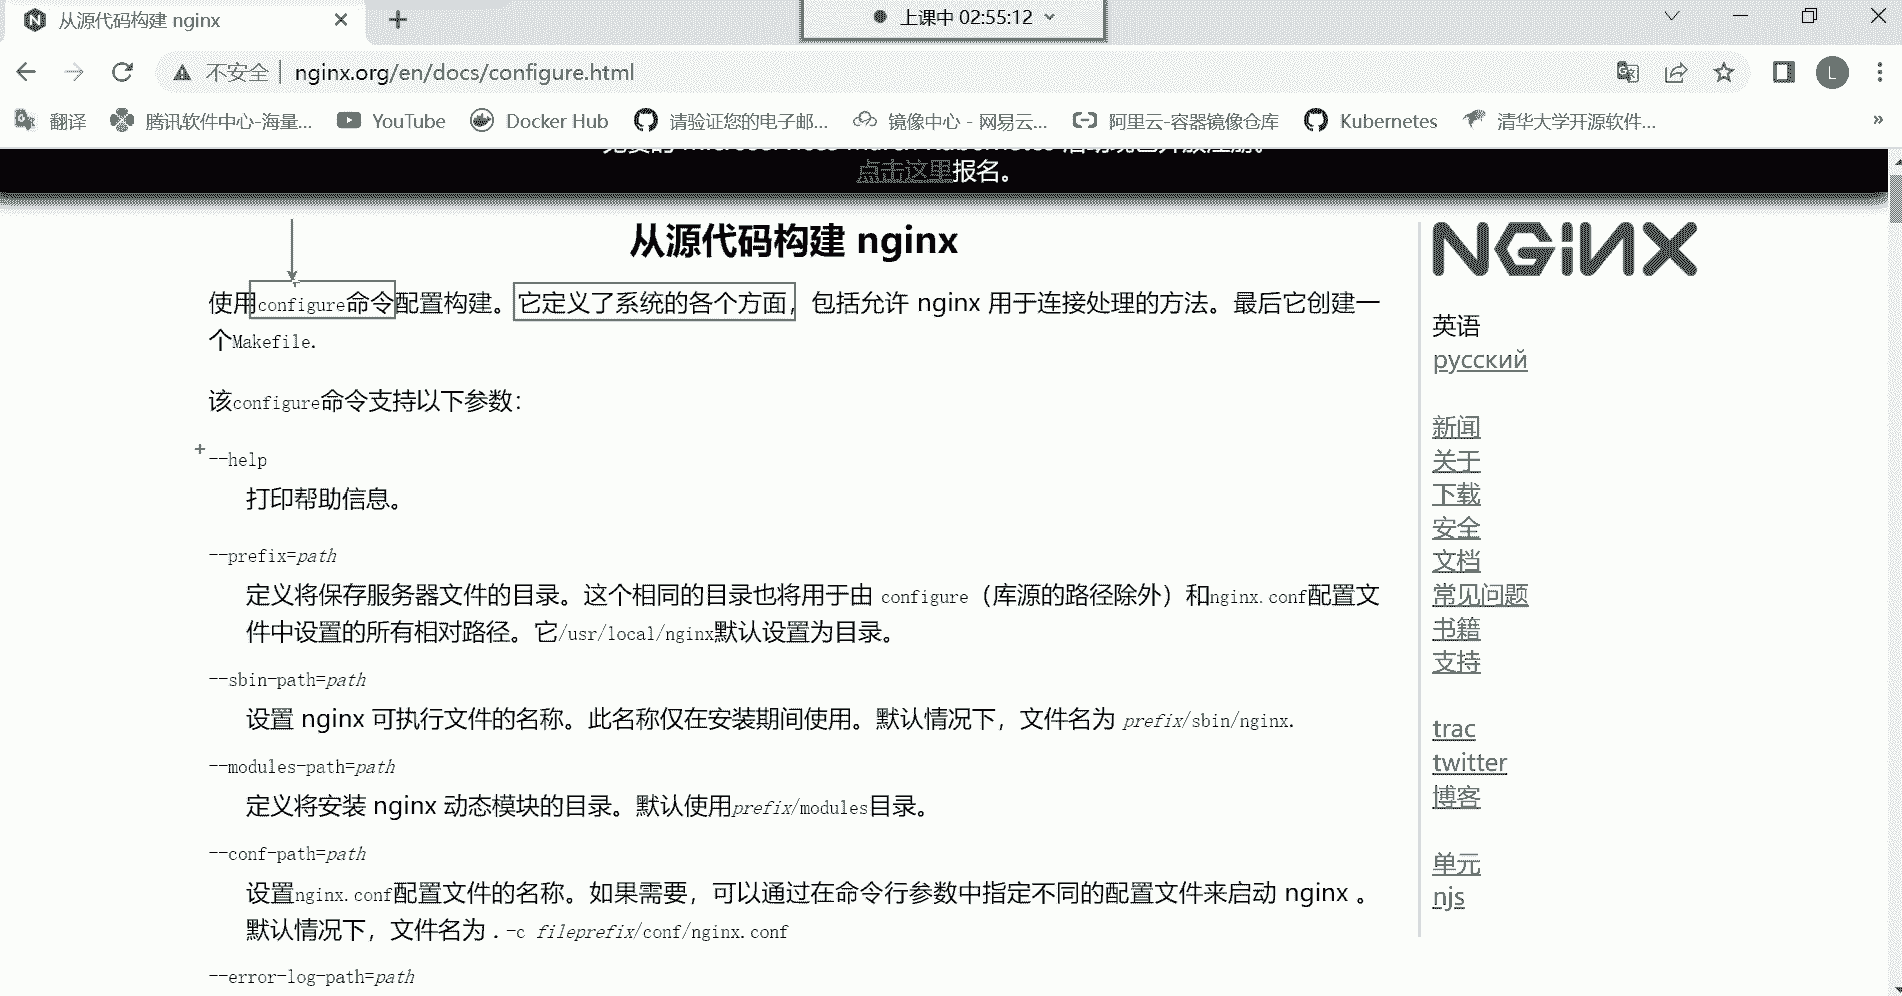 从源代码构建 nginx
上课中 02:55:12
不安全 nginx.org/en/docs/configure.html
L
翻译 腾讯软件中心-海量... YouTube Docker Hub 请验证您的电子邮... 镜像中心 - 网易云... 阿里云-容器镜像仓库 Kubernetes 清华大学开源软件... »
点击这里报名。
从源代码构建 nginx
使用configure命令配置构建。它定义了系统的各个方面，包括允许 nginx 用于连接处理的方法。最后它创建一
个Makefile.
该configure命令支持以下参数：
--help
打印帮助信息。
--prefix=path
定义将保存服务器文件的目录。这个相同的目录也将用于由 configure（库源的路径除外）和nginx.conf配置文
件中设置的所有相对路径。它/usr/local/nginx默认设置为目录。
--sbin-path=path
设置 nginx 可执行文件的名称。此名称仅在安装期间使用。默认情况下，文件名为 prefix/sbin/nginx.
--modules-path=path
定义将安装 nginx 动态模块的目录。默认使用prefix/modules目录。
--conf-path=path
设置nginx.conf配置文件的名称。如果需要，可以通过在命令行参数中指定不同的配置文件来启动 nginx 。
默认情况下，文件名为 . -c fileprefix/conf/nginx.conf
--error-log-path=path
NGINX
英语
русский
新闻
关于
下载
安全
文档
常见问题
书籍
支持
trac
twitter
博客
单元
njs